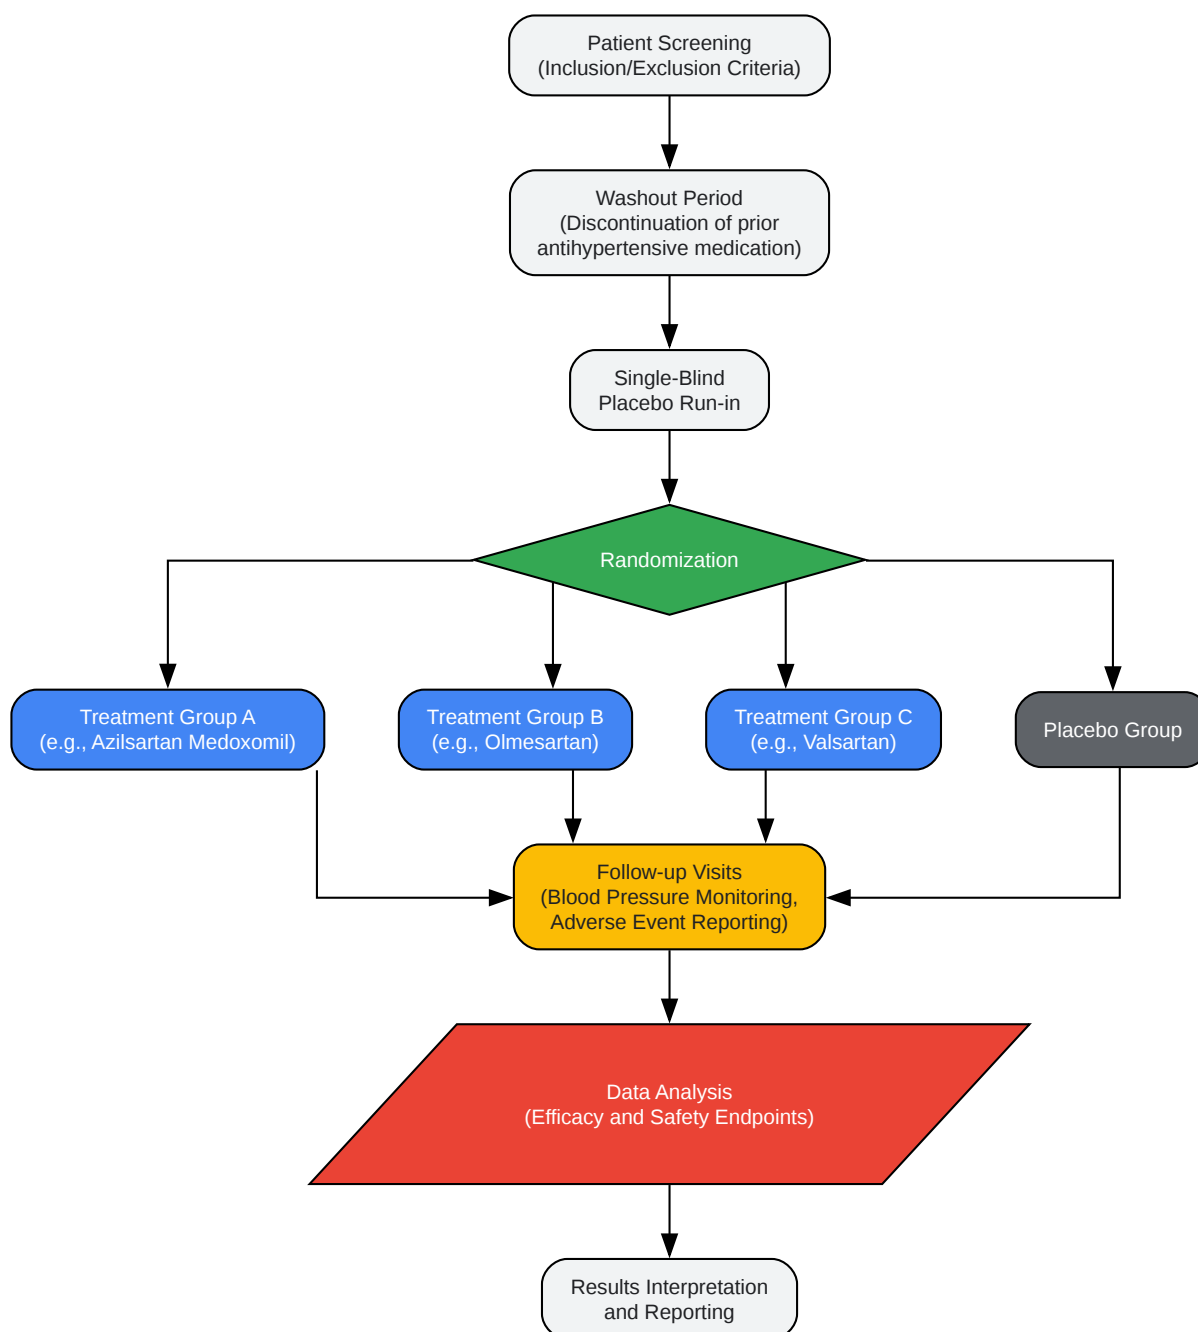 Patient Screening
(Inclusion/Exclusion Criteria)
Washout Period
(Discontinuation of prior
antihypertensive medication)
Single-Blind
Placebo Run-in
Randomization
Treatment Group A
(e.g., Azilsartan Medoxomil)
Treatment Group B
(e.g., Olmesartan)
Treatment Group C
(e.g., Valsartan)
Placebo Group
Follow-up Visits
(Blood Pressure Monitoring,
Adverse Event Reporting)
Data Analysis
(Efficacy and Safety Endpoints)
Results Interpretation
and Reporting